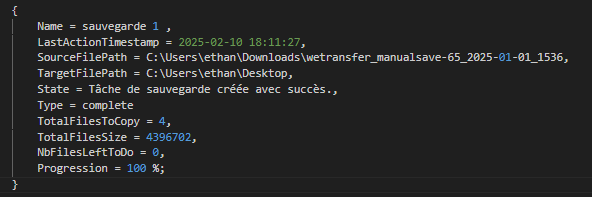 {
Name = sauvegarde 1 ,
LastActionTimestamp = 2025-02-10 18:11:27,
SourceFilePath = C:\Users\ethan\Downloads\wetransfer_manualsave-65_2025-01-01_1536,
TargetFilePath = C:\Users\ethan\Desktop,
State = Tâche de sauvegarde créée avec succès.,
Type = complete
TotalFilesToCopy = 4,
TotalFilesSize = 4396702,
NbFilesLeftToDo = 0,
Progression = 100 %;
}